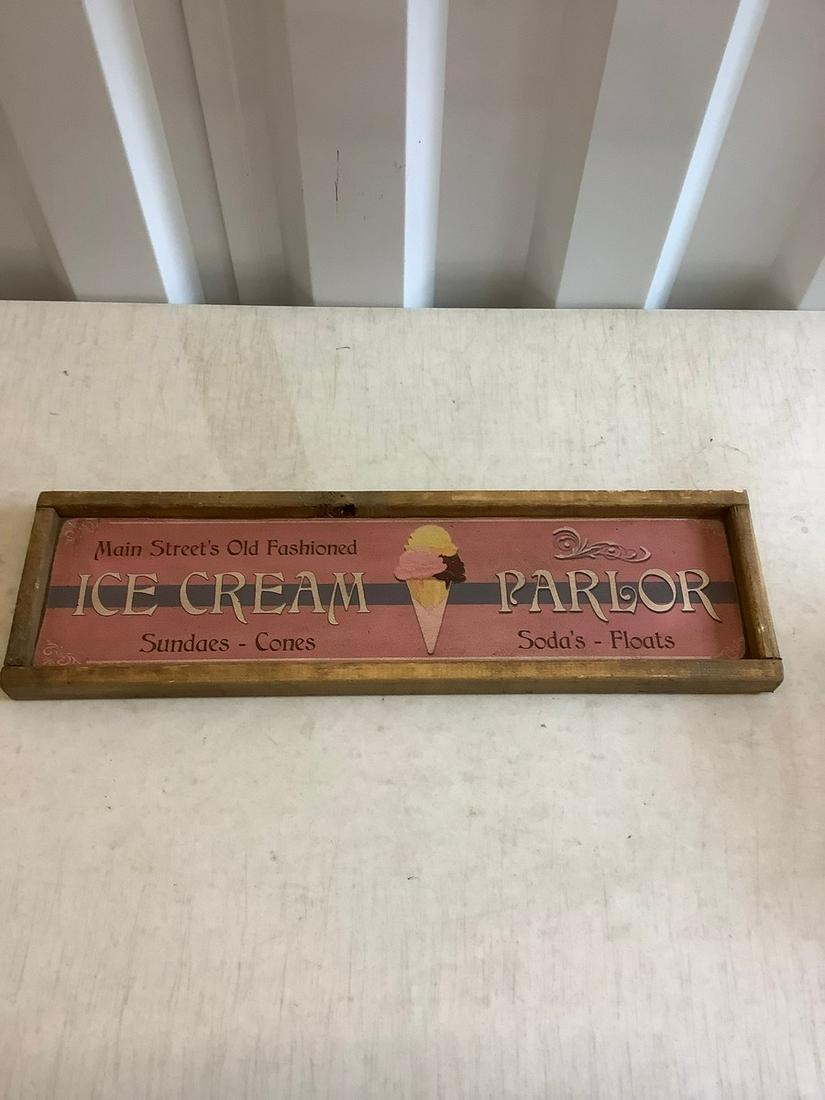 Main Street's Old Fashioned
ICE CREAM PARLOR
Sundaes - Cones
Soda's - Floats